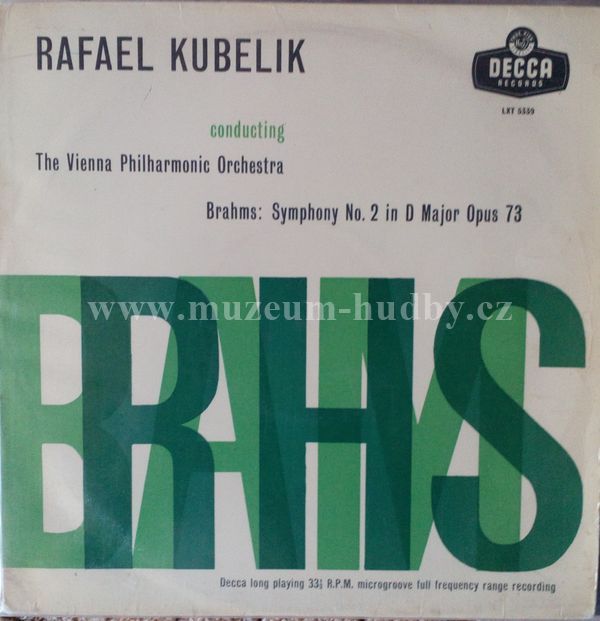 RAFAEL KUBELIK
DECCA
RECORDS
LXT 5339
conducting
The Vienna Philharmonic Orchestra
Brahms: Symphony No. 2 in D Major Opus 73
www.muzeum-hudby.cz
BRAHMS
Decca long playing 33⅓ R.P.M. microgroove full frequency range recording